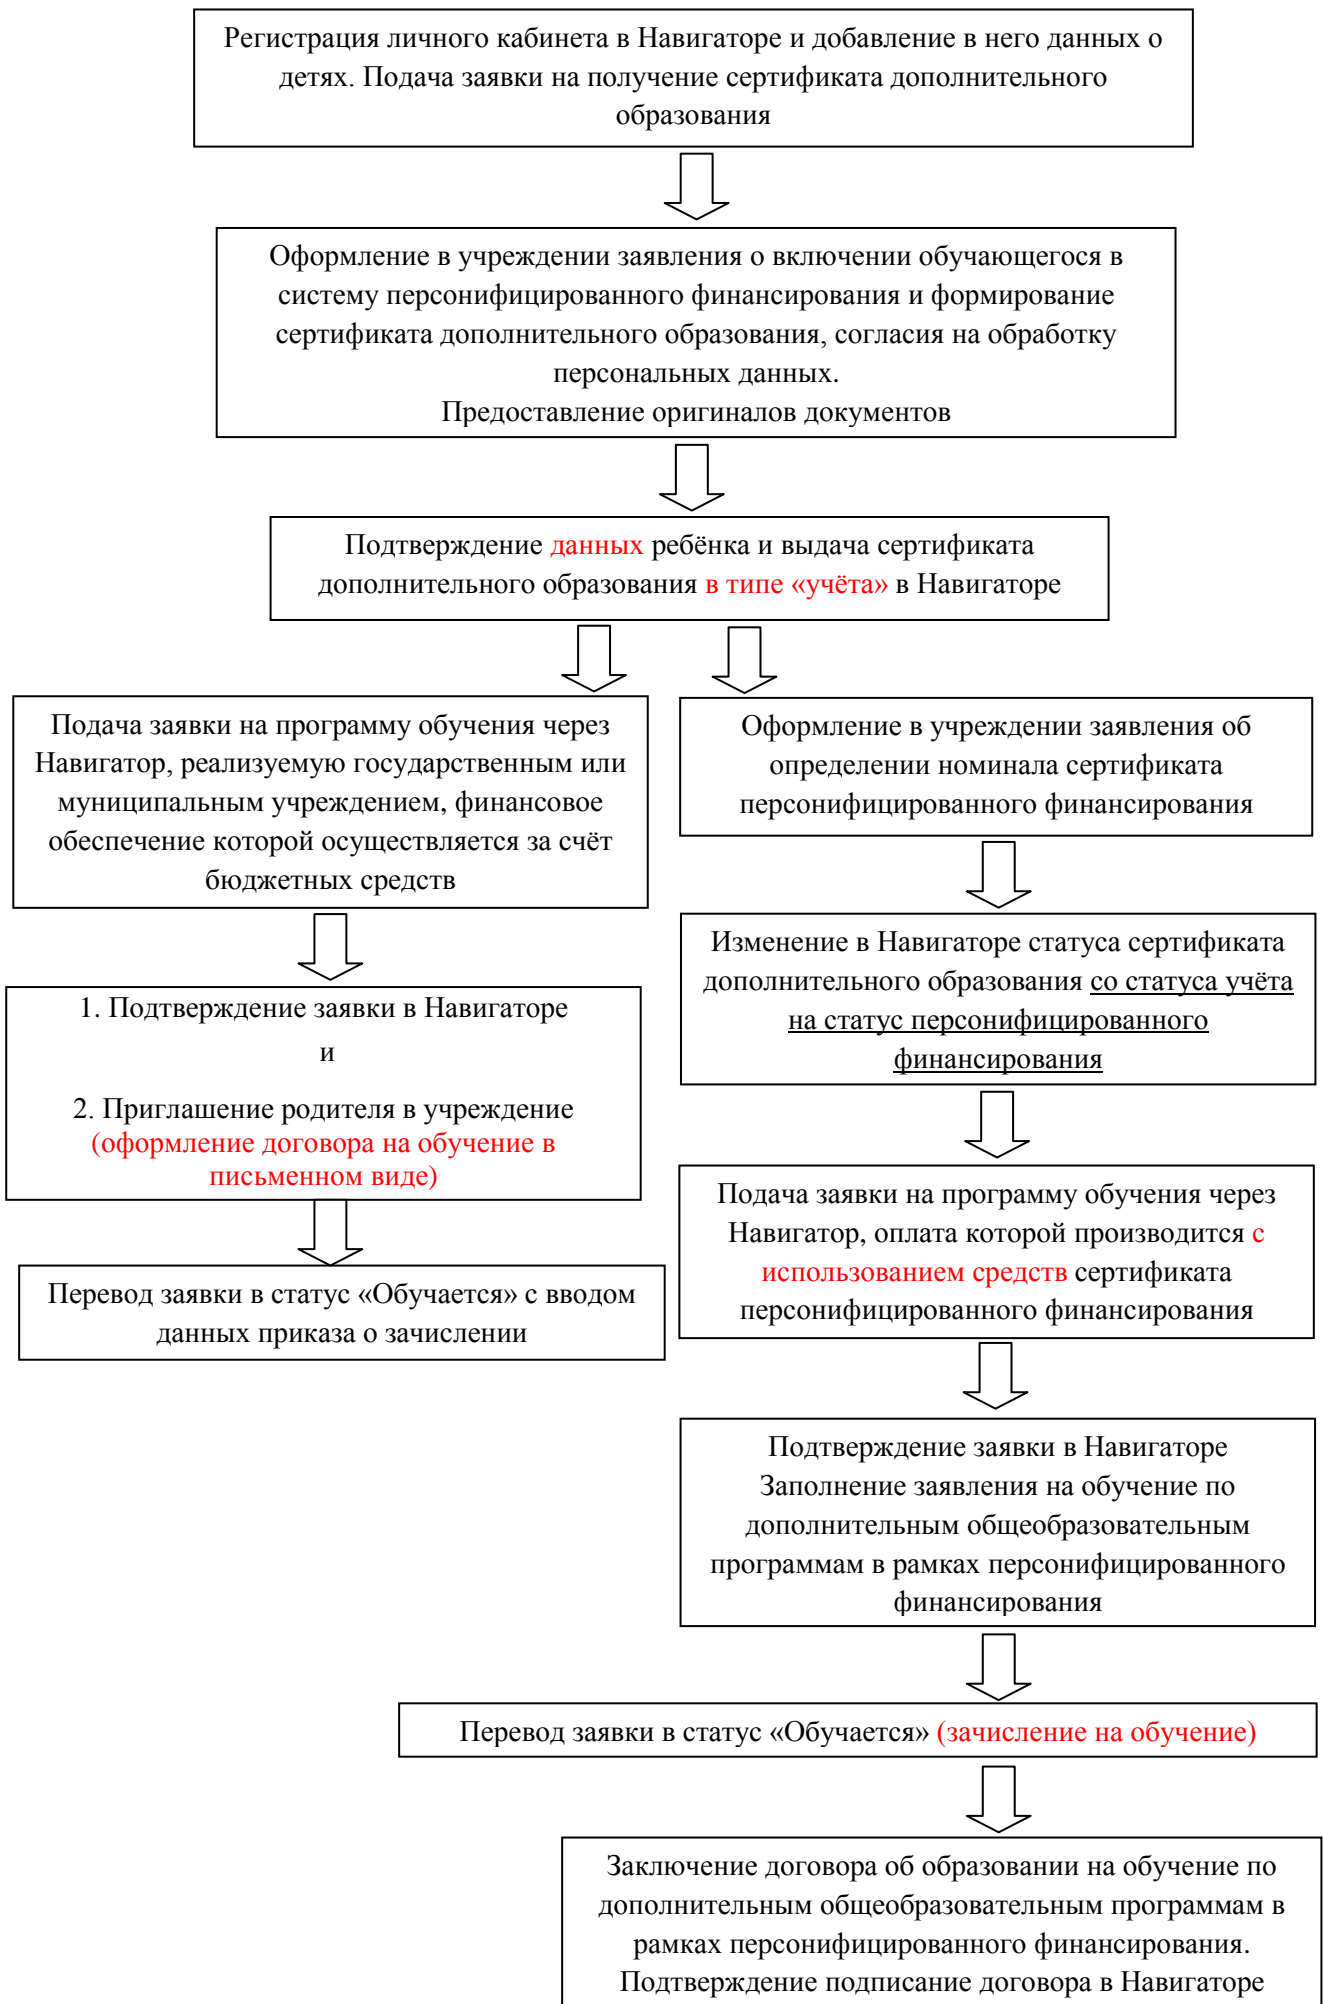 Регистрация личного кабинета в Навигаторе и добавление в него данных о
детях. Подача заявки на получение сертификата дополнительного
образования
Оформление в учреждении заявления о включении обучающегося в
систему персонифицированного финансирования и формирование
сертификата дополнительного образования, согласия на обработку
персональных данных.
Предоставление оригиналов документов
Подтверждение данных ребёнка и выдача сертификата
дополнительного образования в типе «учёта» в Навигаторе
Подача заявки на программу обучения через
Навигатор, реализуемую государственным или
муниципальным учреждением, финансовое
обеспечение которой осуществляется за счёт
бюджетных средств
1. Подтверждение заявки в Навигаторе
и
2. Приглашение родителя в учреждение
(оформление договора на обучение в
письменном виде)
Перевод заявки в статус «Обучается» с вводом
данных приказа о зачислении
Оформление в учреждении заявления об
определении номинала сертификата
персонифицированного финансирования
Изменение в Навигаторе статуса сертификата
дополнительного образования со статуса учёта
на статус персонифицированного
финансирования
Подача заявки на программу обучения через
Навигатор, оплата которой производится с
использованием средств сертификата
персонифицированного финансирования
Подтверждение заявки в Навигаторе
Заполнение заявления на обучение по
дополнительным общеобразовательным
программам в рамках персонифицированного
финансирования
Перевод заявки в статус «Обучается» (зачисление на обучение)
Заключение договора об образовании на обучение по
дополнительным общеобразовательным программам в
рамках персонифицированного финансирования.
Подтверждение подписание договора в Навигаторе